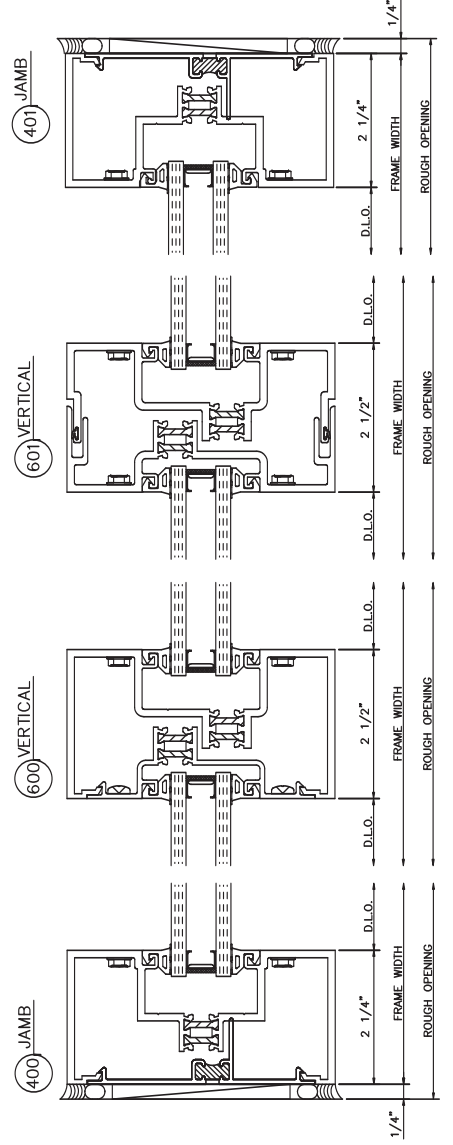 400 JAMB
1/4"
2 1/4"
D.L.O.
FRAME WIDTH
ROUGH OPENING
600 VERTICAL
D.L.O.
2 1/2"
D.L.O.
FRAME WIDTH
ROUGH OPENING
601 VERTICAL
D.L.O.
2 1/2"
D.L.O.
FRAME WIDTH
ROUGH OPENING
401 JAMB
D.L.O.
2 1/4"
1/4"
FRAME WIDTH
ROUGH OPENING